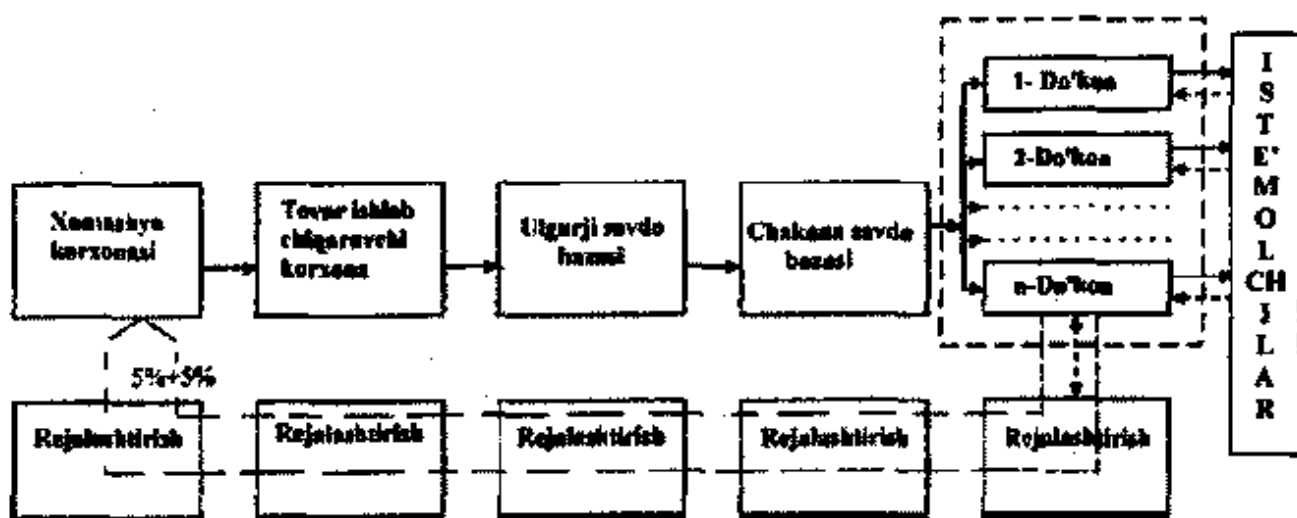 1- Do'kon
2-Do'kon
n-Do'kon
Xomashyo
korxonasi
Tovar ishlab
chiqaruvchi
korxona
Ulgurji savdo
bazasi
Chakana savdo
bazasi
I
S
T
E'
M
O
L
CH
I
L
A
R
5%+5%
Rejalashtirish
Rejalashtirish
Rejalashtirish
Rejalashtirish
Rejalashtirish